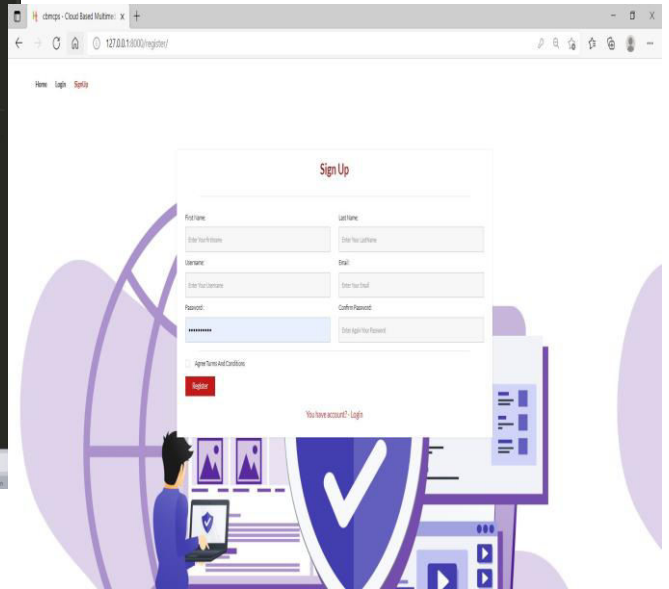 cbmcps - Cloud Based Multimed
127.0.0.1:8000/register/
Home Login SignUp
Sign Up
First Name: Last Name:
Enter Your Firstname Enter Your LastName
Username: Email:
Enter Your Username Enter Your Email
Password: Confirm Password:
Enter Again Your Password
Agree Terms And Conditions
Register
You have account? - Login